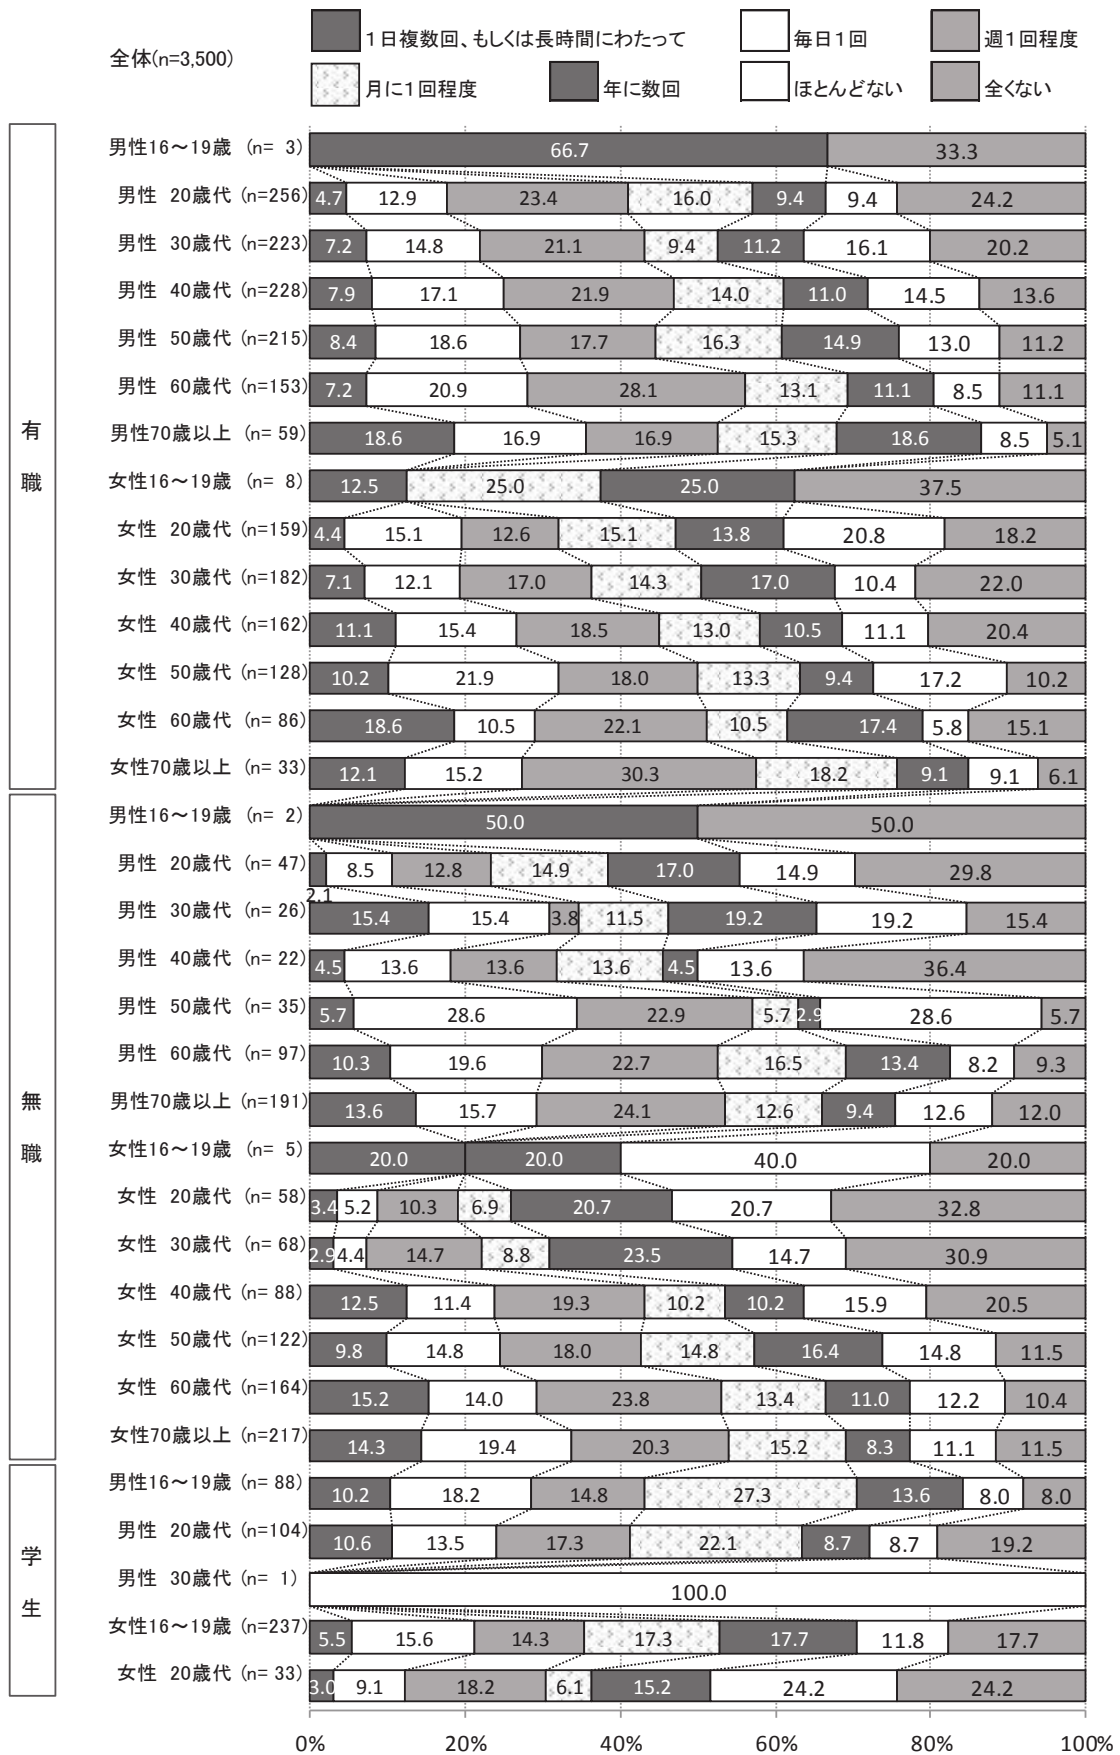 全体(n=3,500)
1日複数回、もしくは長時間にわたって 毎日1回 週1回程度
月に1回程度 年に数回 ほとんどない 全くない
有職
男性16～19歳 (n= 3) 66.7 33.3
男性 20歳代 (n=256) 4.7 12.9 23.4 16.0 9.4 9.4 24.2
男性 30歳代 (n=223) 7.2 14.8 21.1 9.4 11.2 16.1 20.2
男性 40歳代 (n=228) 7.9 17.1 21.9 14.0 11.0 14.5 13.6
男性 50歳代 (n=215) 8.4 18.6 17.7 16.3 14.9 13.0 11.2
男性 60歳代 (n=153) 7.2 20.9 28.1 13.1 11.1 8.5 11.1
男性70歳以上 (n= 59) 18.6 16.9 16.9 15.3 18.6 8.5 5.1
女性16～19歳 (n= 8) 12.5 25.0 25.0 37.5
女性 20歳代 (n=159) 4.4 15.1 12.6 15.1 13.8 20.8 18.2
女性 30歳代 (n=182) 7.1 12.1 17.0 14.3 17.0 10.4 22.0
女性 40歳代 (n=162) 11.1 15.4 18.5 13.0 10.5 11.1 20.4
女性 50歳代 (n=128) 10.2 21.9 18.0 13.3 9.4 17.2 10.2
女性 60歳代 (n= 86) 18.6 10.5 22.1 10.5 17.4 5.8 15.1
女性70歳以上 (n= 33) 12.1 15.2 30.3 18.2 9.1 9.1 6.1
無職
男性16～19歳 (n= 2) 50.0 50.0
男性 20歳代 (n= 47) 2.1 8.5 12.8 14.9 17.0 14.9 29.8
男性 30歳代 (n= 26) 15.4 15.4 3.8 11.5 19.2 19.2 15.4
男性 40歳代 (n= 22) 4.5 13.6 13.6 13.6 4.5 13.6 36.4
男性 50歳代 (n= 35) 5.7 28.6 22.9 5.7 2.9 28.6 5.7
男性 60歳代 (n= 97) 10.3 19.6 22.7 16.5 13.4 8.2 9.3
男性70歳以上 (n=191) 13.6 15.7 24.1 12.6 9.4 12.6 12.0
女性16～19歳 (n= 5) 20.0 20.0 40.0 20.0
女性 20歳代 (n= 58) 3.4 5.2 10.3 6.9 20.7 20.7 32.8
女性 30歳代 (n= 68) 2.9 4.4 14.7 8.8 23.5 14.7 30.9
女性 40歳代 (n= 88) 12.5 11.4 19.3 10.2 10.2 15.9 20.5
女性 50歳代 (n=122) 9.8 14.8 18.0 14.8 16.4 14.8 11.5
女性 60歳代 (n=164) 15.2 14.0 23.8 13.4 11.0 12.2 10.4
女性70歳以上 (n=217) 14.3 19.4 20.3 15.2 8.3 11.1 11.5
学生
男性16～19歳 (n= 88) 10.2 18.2 14.8 27.3 13.6 8.0 8.0
男性 20歳代 (n=104) 10.6 13.5 17.3 22.1 8.7 8.7 19.2
男性 30歳代 (n= 1) 100.0
女性16～19歳 (n=237) 5.5 15.6 14.3 17.3 17.7 11.8 17.7
女性 20歳代 (n= 33) 3.0 9.1 18.2 6.1 15.2 24.2 24.2
0% 20% 40% 60% 80% 100%